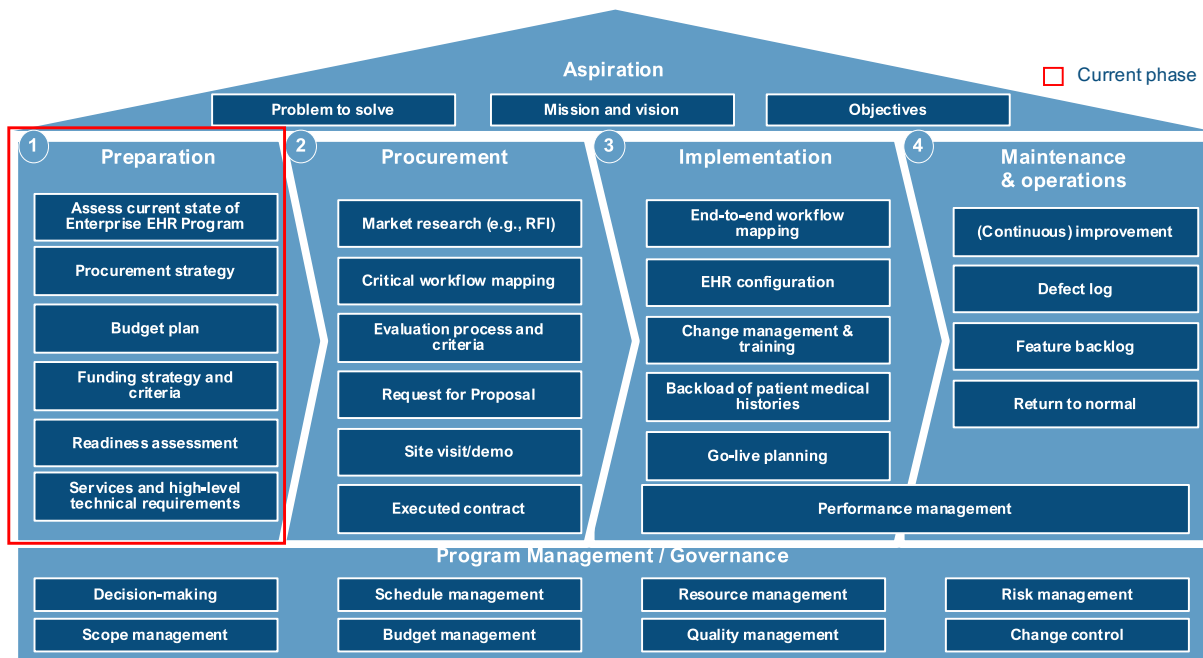 Aspiration
Current phase
Problem to solve
Mission and vision
Objectives
1
Preparation
Assess current state of
Enterprise EHR Program
Procurement strategy
Budget plan
Funding strategy and
criteria
Readiness assessment
Services and high-level
technical requirements
2
Procurement
Market research (e.g., RFI)
Critical workflow mapping
Evaluation process and
criteria
Request for Proposal
Site visit/demo
Executed contract
3
Implementation
End-to-end workflow
mapping
EHR configuration
Change management &
training
Backload of patient medical
histories
Go-live planning
4
Maintenance
& operations
(Continuous) improvement
Defect log
Feature backlog
Return to normal
Performance management
Program Management / Governance
Decision-making
Schedule management
Resource management
Risk management
Scope management
Budget management
Quality management
Change control